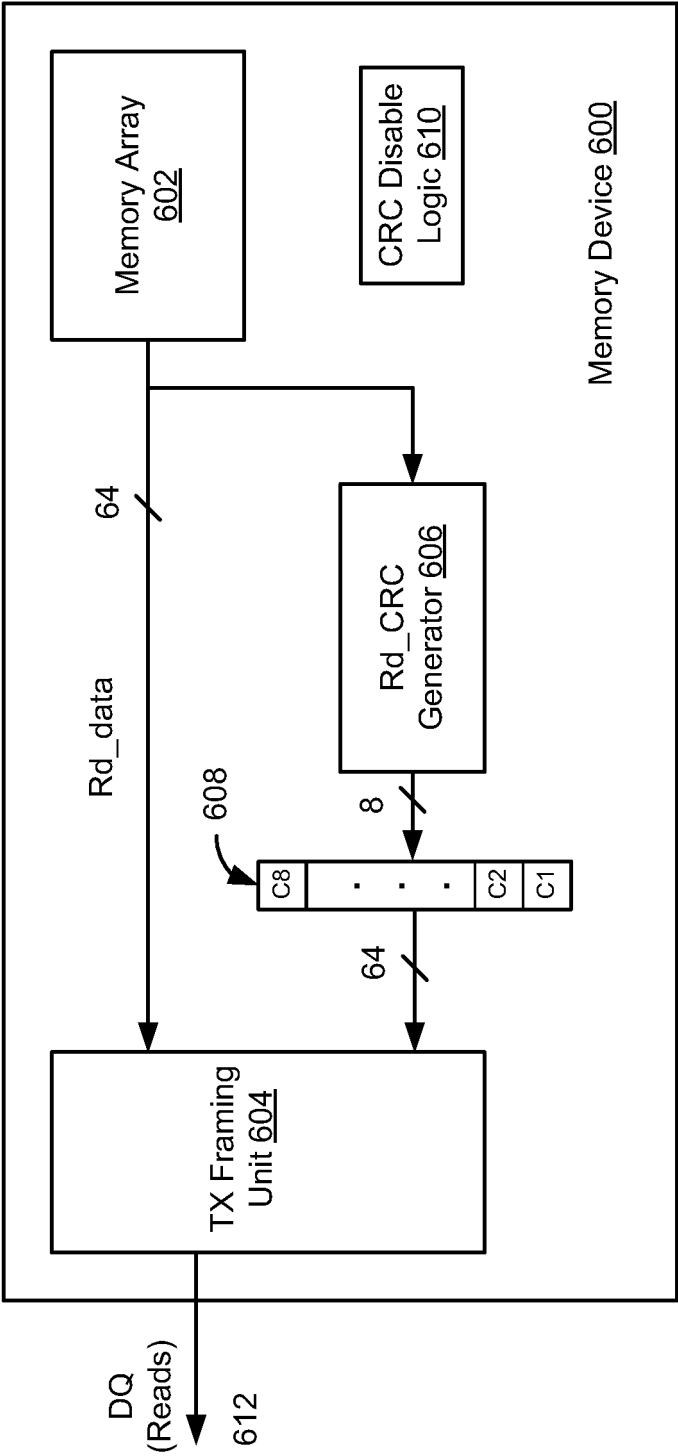 Memory Array
602
CRC Disable
Logic 610
Memory Device 600
64
Rd_data
Rd_CRC
Generator 606
8
608
C8
. . .
C2
C1
64
TX Framing
Unit 604
DQ
(Reads)
612